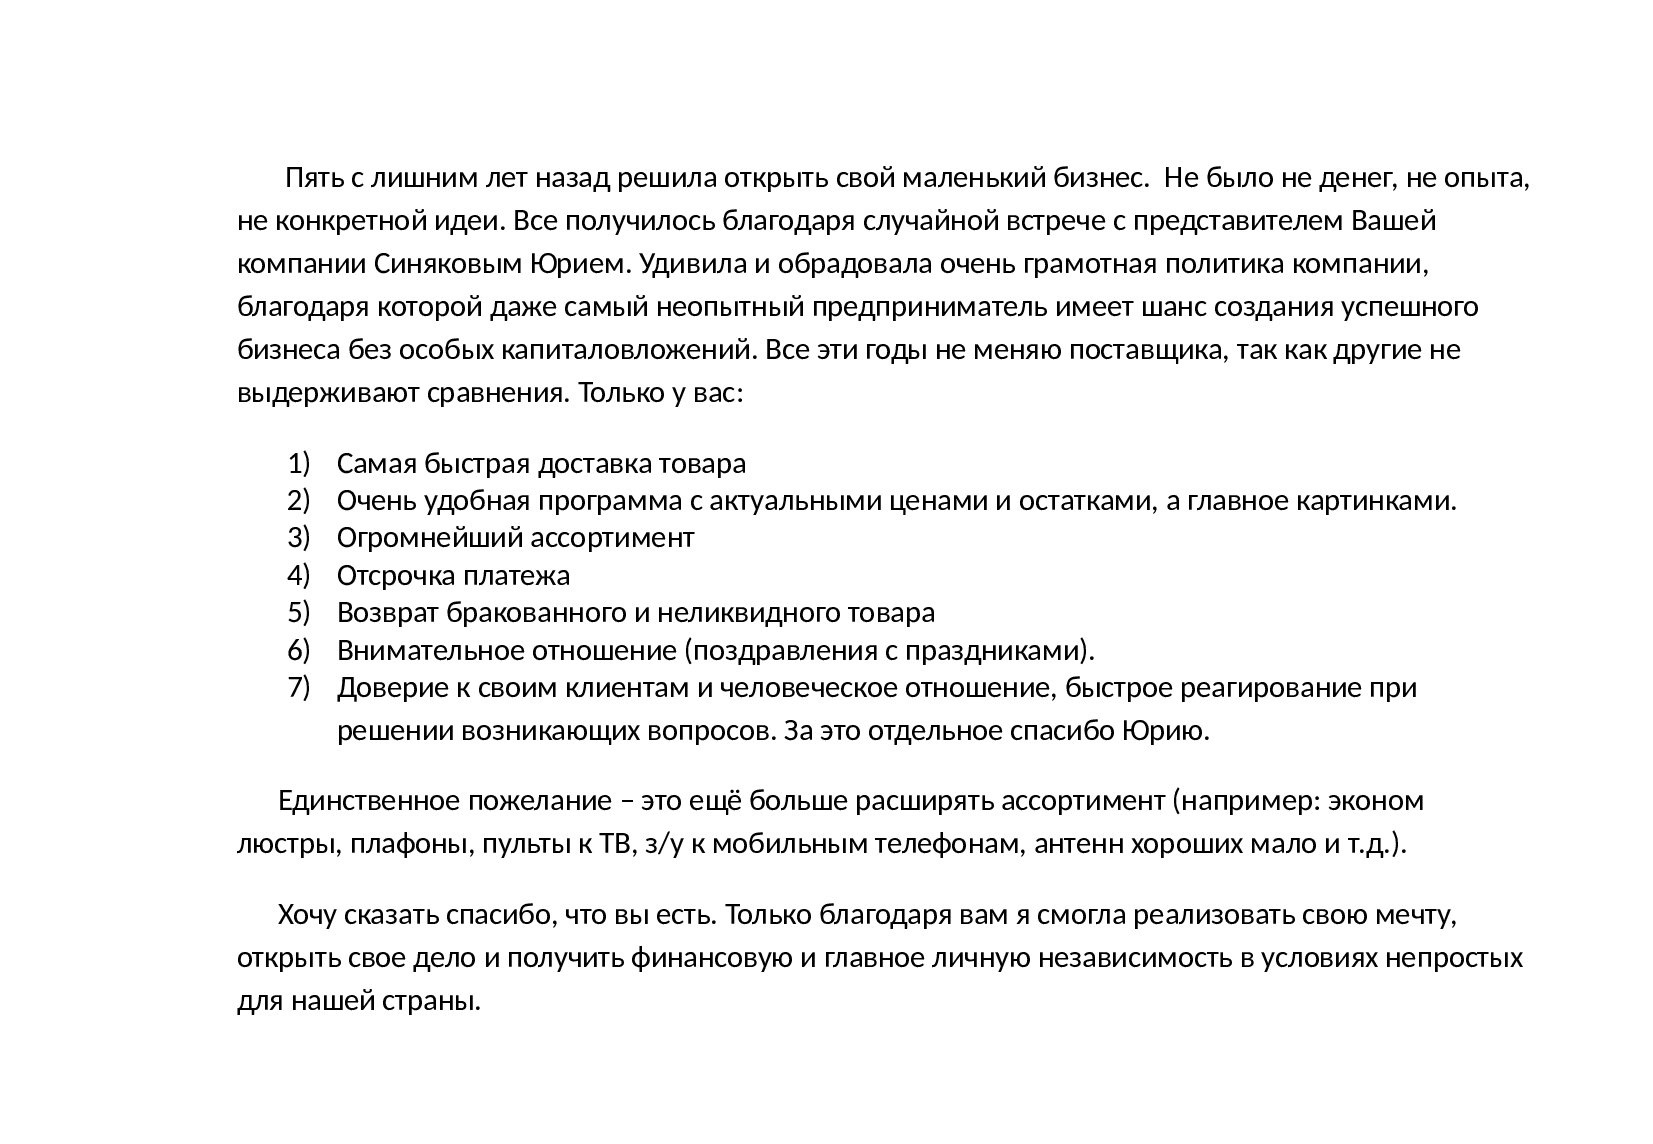 Пять с лишним лет назад решила открыть свой маленький бизнес.  Не было не денег, не опыта,
не конкретной идеи. Все получилось благодаря случайной встрече с представителем Вашей
компании Синяковым Юрием. Удивила и обрадовала очень грамотная политика компании,
благодаря которой даже самый неопытный предприниматель имеет шанс создания успешного
бизнеса без особых капиталовложений. Все эти годы не меняю поставщика, так как другие не
выдерживают сравнения. Только у вас:
1) Самая быстрая доставка товара
2) Очень удобная программа с актуальными ценами и остатками, а главное картинками.
3) Огромнейший ассортимент
4) Отсрочка платежа
5) Возврат бракованного и неликвидного товара
6) Внимательное отношение (поздравления с праздниками).
7) Доверие к своим клиентам и человеческое отношение, быстрое реагирование при
решении возникающих вопросов. За это отдельное спасибо Юрию.
Единственное пожелание – это ещё больше расширять ассортимент (например: эконом
люстры, плафоны, пульты к ТВ, з/у к мобильным телефонам, антенн хороших мало и т.д.).
Хочу сказать спасибо, что вы есть. Только благодаря вам я смогла реализовать свою мечту,
открыть свое дело и получить финансовую и главное личную независимость в условиях непростых
для нашей страны.